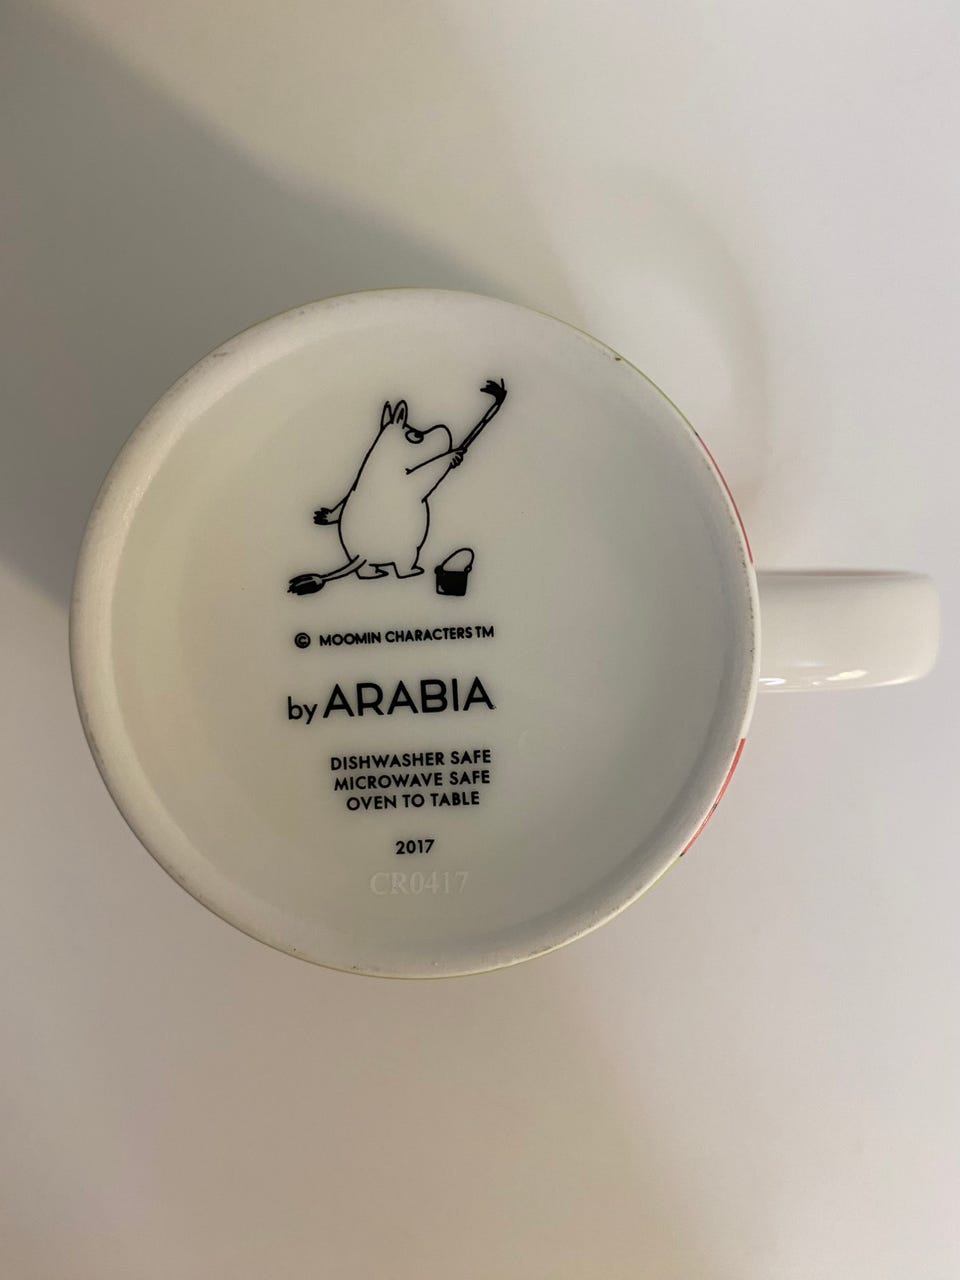 © MOOMIN CHARACTERS TM
by ARABIA
DISHWASHER SAFE
MICROWAVE SAFE
OVEN TO TABLE
2017
CR0417